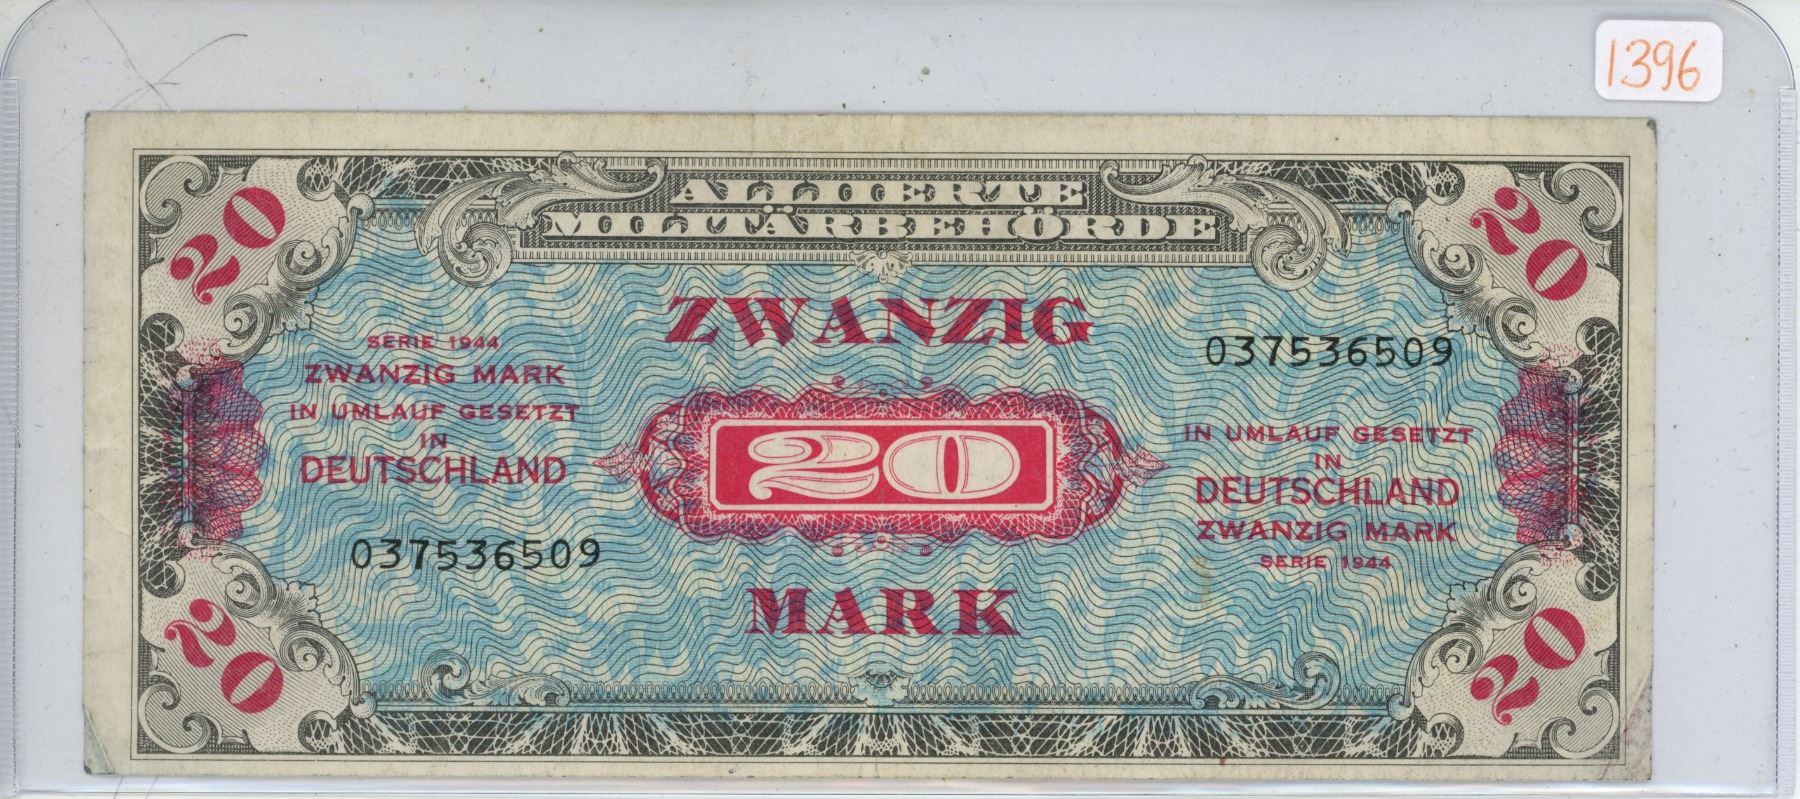 1396
20
20
ALLIIERTE
MILITÄRBEHÖRDE
ZWANZIG
SERIE 1944
ZWANZIG MARK
IN UMLAUF GESETZT
IN
DEUTSCHLAND
037536509
20
037536509
IN UMLAUF GESETZT
IN
DEUTSCHLAND
ZWANZIG MARK
SERIE 1944
MARK
20
20